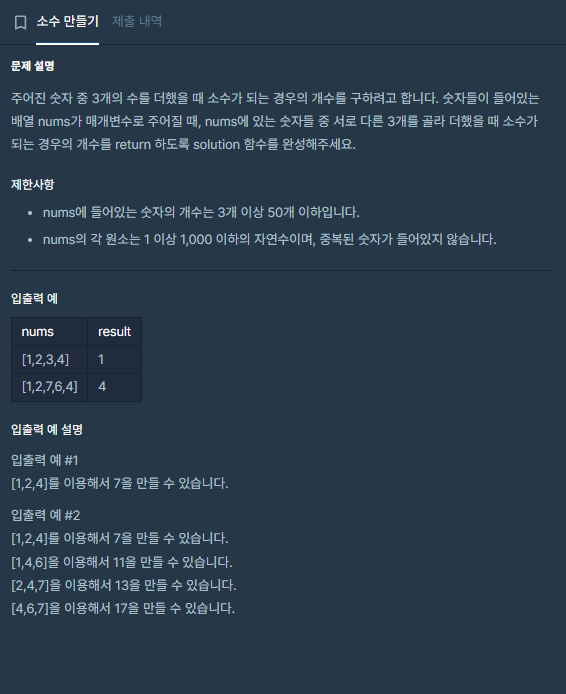 소수 만들기 제출 내역
문제 설명
주어진 숫자 중 3개의 수를 더했을 때 소수가 되는 경우의 개수를 구하려고 합니다. 숫자들이 들어있는
배열 nums가 매개변수로 주어질 때, nums에 있는 숫자들 중 서로 다른 3개를 골라 더했을 때 소수가
되는 경우의 개수를 return 하도록 solution 함수를 완성해주세요.
제한사항
• nums에 들어있는 숫자의 개수는 3개 이상 50개 이하입니다.
• nums의 각 원소는 1 이상 1,000 이하의 자연수이며, 중복된 숫자가 들어있지 않습니다.
입출력 예
nums result
[1,2,3,4] 1
[1,2,7,6,4] 4
입출력 예 설명
입출력 예 #1
[1,2,4]를 이용해서 7을 만들 수 있습니다.
입출력 예 #2
[1,2,4]를 이용해서 7을 만들 수 있습니다.
[1,4,6]을 이용해서 11을 만들 수 있습니다.
[2,4,7]을 이용해서 13을 만들 수 있습니다.
[4,6,7]을 이용해서 17을 만들 수 있습니다.